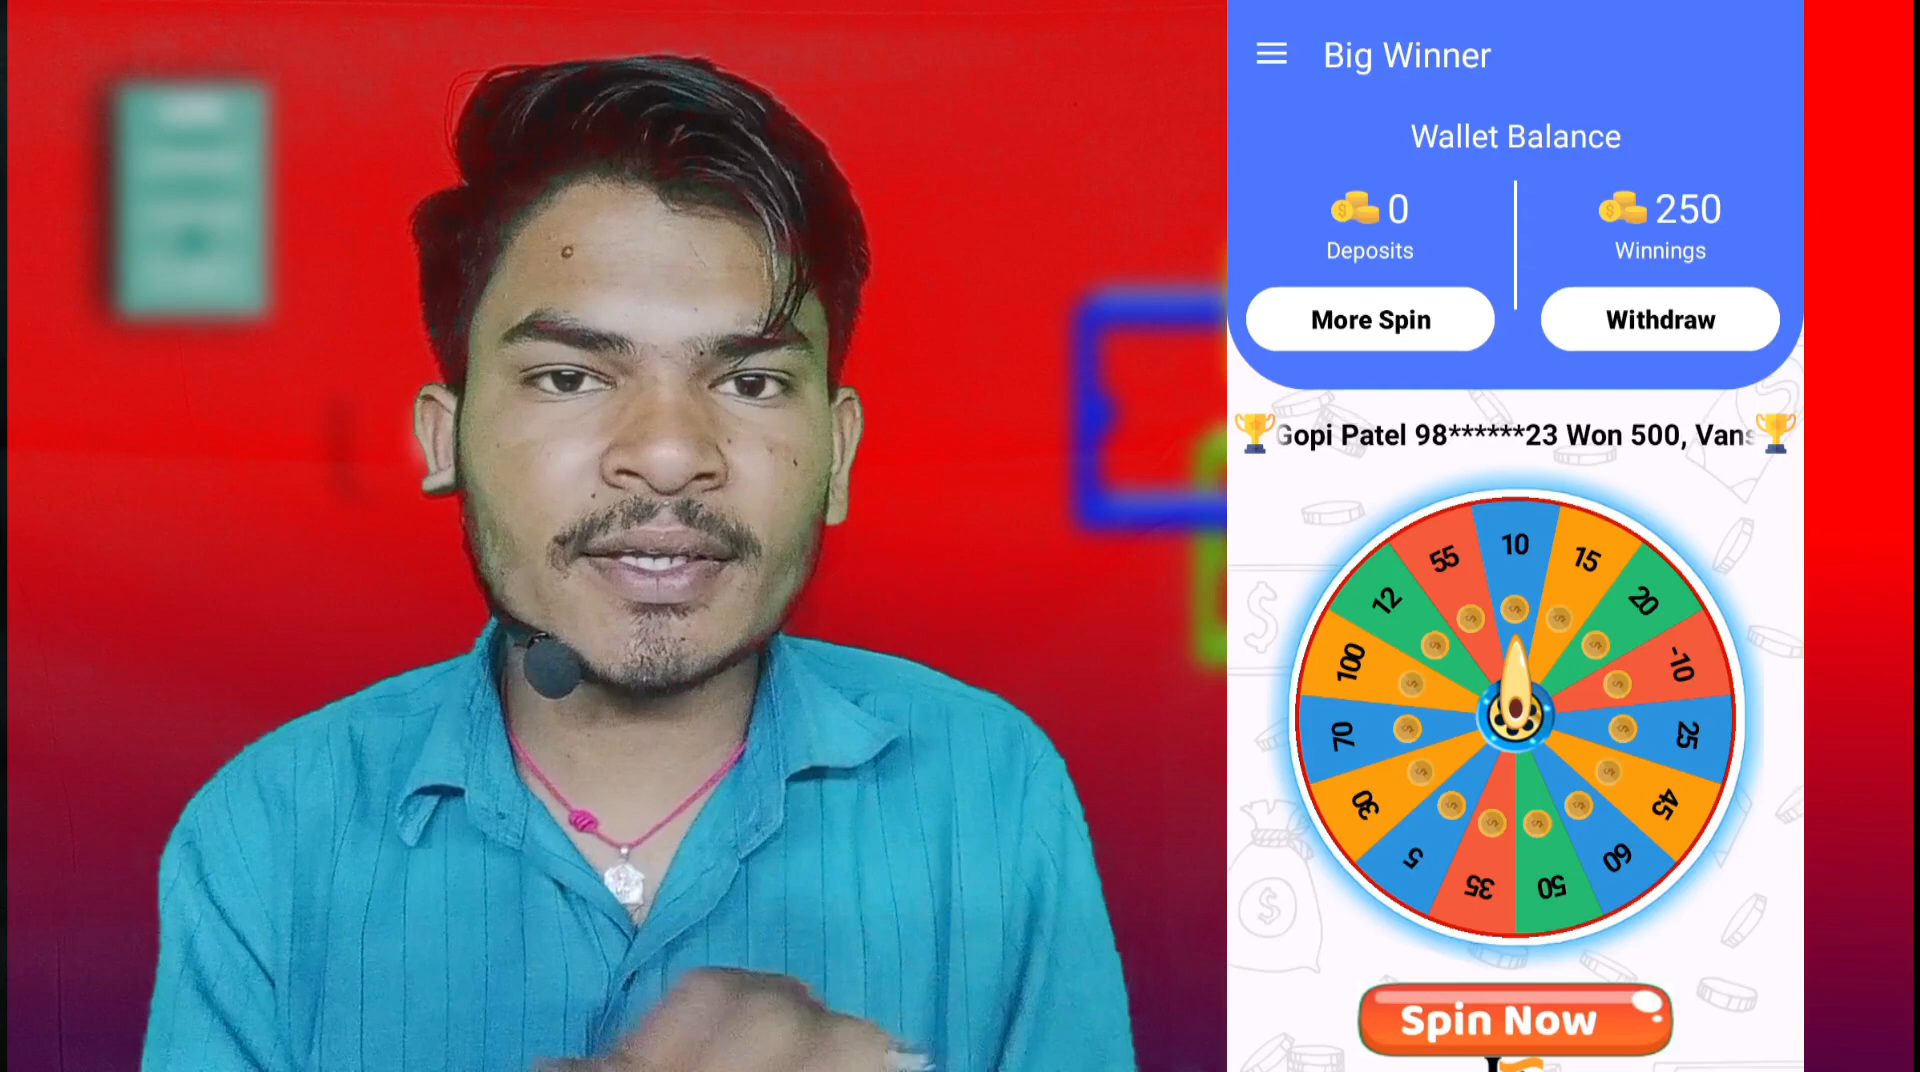 Big Winner
Wallet Balance
0
250
Deposits
Winnings
More Spin
Withdraw
Gopi Patel 98******23 Won 500, Vans
10
15
20
-10
25
45
60
50
35
5
30
70
100
12
55
Spin Now